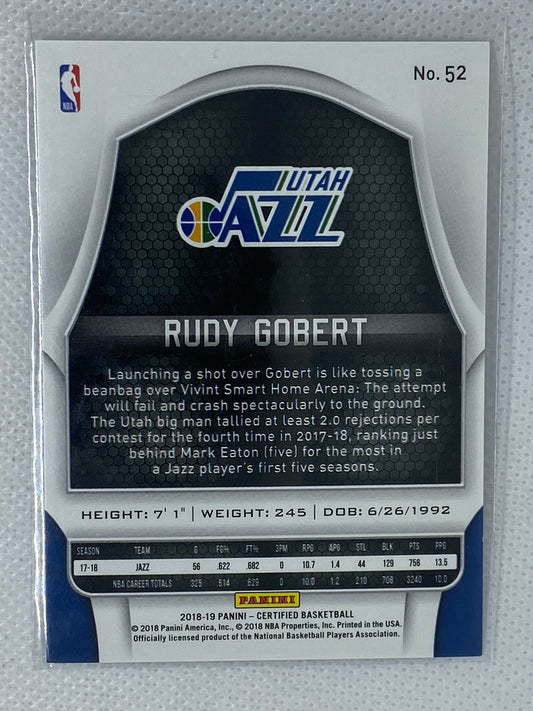 NBA
No. 52
UTAH
JAZZ
RUDY GOBERT
Launching a shot over Gobert is like tossing a
beanbag over Vivint Smart Home Arena: The attempt
will fail and crash spectacularly to the ground.
The Utah big man tallied at least 2.0 rejections per
contest for the fourth time in 2017-18, ranking just
behind Mark Eaton (five) for the most in
a Jazz player's first five seasons.
HEIGHT: 7' 1" | WEIGHT: 245 | DOB: 6/26/1992
SEASON TEAM G FG% FT% 3PM RPG APG STL BLK PTS PPG
17-18 JAZZ 56 .622 .682 0 10.7 1.4 44 129 756 13.5
NBA CAREER TOTALS 325 .614 .629 0 10.0 1.2 210 708 3240 10.0
PANINI
2018-19 PANINI – CERTIFIED BASKETBALL
© 2018 Panini America, Inc., © 2018 NBA Properties, Inc. Printed in the USA.
Officially licensed product of the National Basketball Players Association.